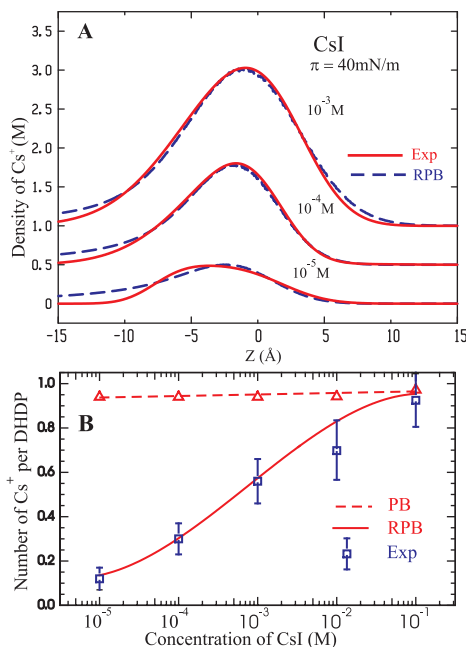 A
CsI
π = 40mN/m
3.5
3.0
2.5
2.0
1.5
1.0
0.5
0
Density of Cs⁺ (M)
10⁻³M
Exp
RPB
10⁻⁴M
10⁻⁵M
-15 -10 -5 0 5 10 15
Z (Å)
B
1.0
0.8
0.6
0.4
0.2
0.0
Number of Cs⁺ per DHDP
PB
RPB
Exp
10⁻⁵ 10⁻⁴ 10⁻³ 10⁻² 10⁻¹
Concentration of CsI (M)